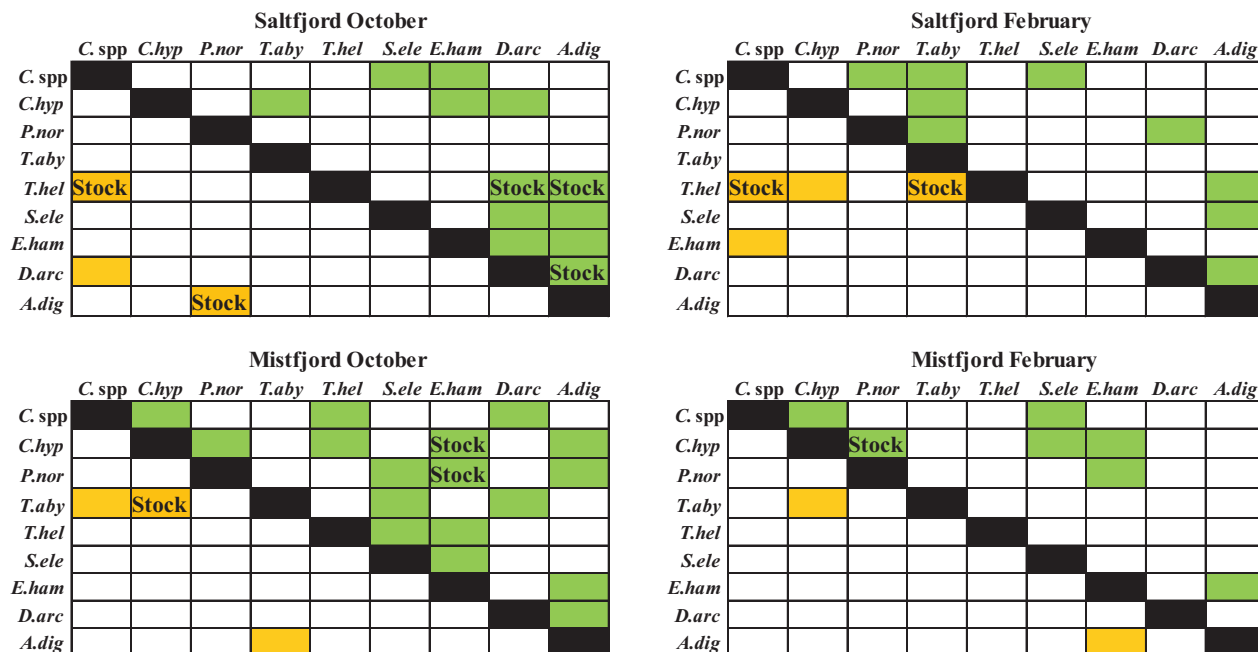 Saltfjord October
C. spp C.hyp P.nor T.aby T.hel S.ele E.ham D.arc A.dig
C. spp
C.hyp
P.nor
T.aby
T.hel Stock Stock Stock
S.ele
E.ham
D.arc Stock
A.dig Stock
Saltfjord February
C. spp C.hyp P.nor T.aby T.hel S.ele E.ham D.arc A.dig
C. spp
C.hyp
P.nor
T.aby
T.hel Stock Stock
S.ele
E.ham
D.arc
A.dig
Mistfjord October
C. spp C.hyp P.nor T.aby T.hel S.ele E.ham D.arc A.dig
C. spp
C.hyp Stock
P.nor Stock
T.aby Stock
T.hel
S.ele
E.ham
D.arc
A.dig
Mistfjord February
C. spp C.hyp P.nor T.aby T.hel S.ele E.ham D.arc A.dig
C. spp
C.hyp Stock
P.nor
T.aby
T.hel
S.ele
E.ham
D.arc
A.dig